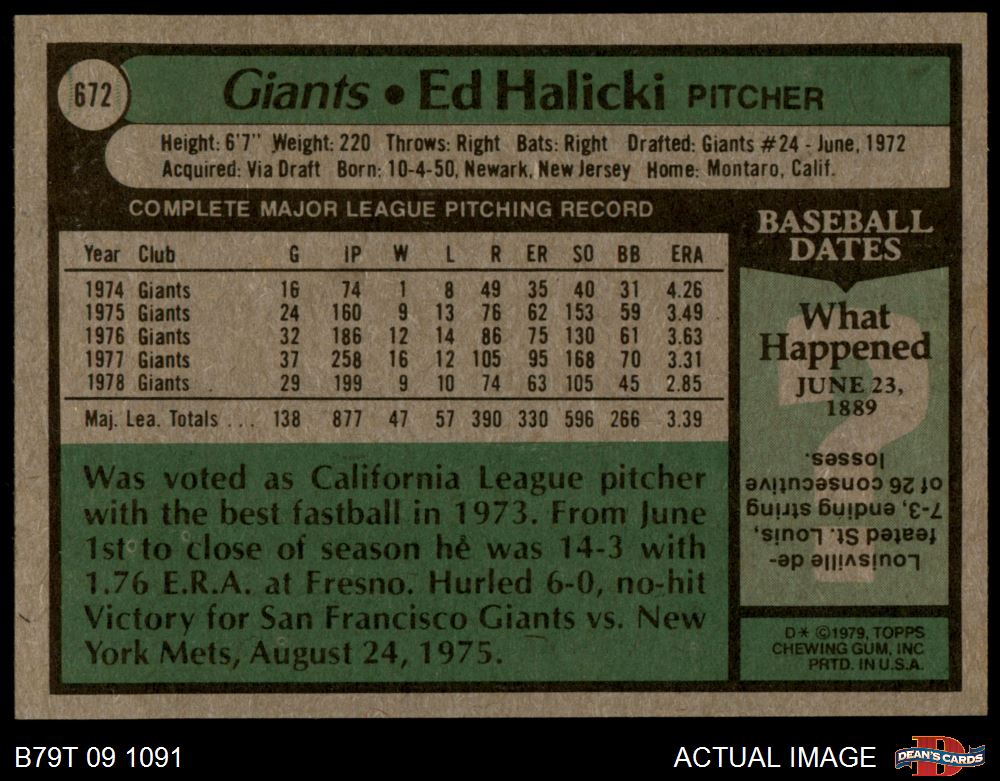 672
Giants • Ed Halicki PITCHER
Height: 6'7" Weight: 220 Throws: Right Bats: Right Drafted: Giants #24 - June, 1972
Acquired: Via Draft Born: 10-4-50, Newark, New Jersey Home: Montaro, Calif.
COMPLETE MAJOR LEAGUE PITCHING RECORD
Year Club G IP W L R ER SO BB ERA
1974 Giants 16 74 1 8 49 35 40 31 4.26
1975 Giants 24 160 9 13 76 62 153 59 3.49
1976 Giants 32 186 12 14 86 75 130 61 3.63
1977 Giants 37 258 16 12 105 95 168 70 3.31
1978 Giants 29 199 9 10 74 63 105 45 2.85
Maj. Lea. Totals ... 138 877 47 57 390 330 596 266 3.39
Was voted as California League pitcher
with the best fastball in 1973. From June
1st to close of season he was 14-3 with
1.76 E.R.A. at Fresno. Hurled 6-0, no-hit
Victory for San Francisco Giants vs. New
York Mets, August 24, 1975.
BASEBALL
DATES
What
Happened
JUNE 23,
1889
?
Louisville de-
feated St. Louis,
7-3, ending string
of 26 consecutive
losses.
D* ©1979, TOPPS
CHEWING GUM, INC
PRTD. IN U.S.A.
B79T 09 1091
ACTUAL IMAGE
D
DEAN'S CARDS